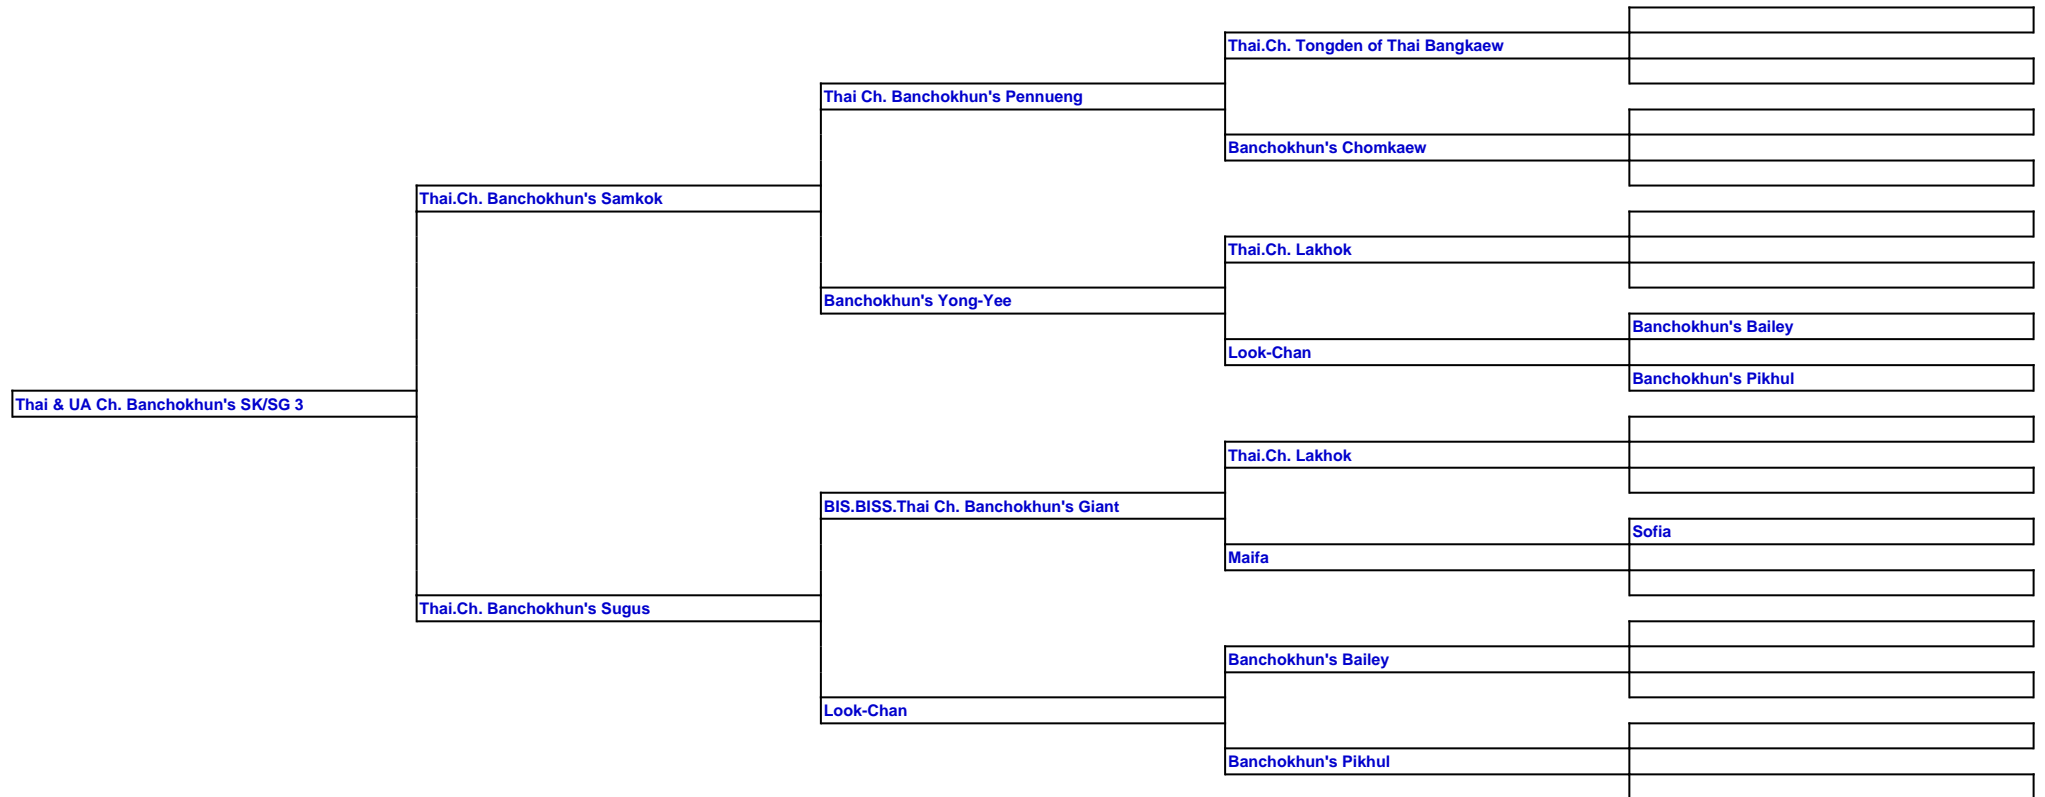 Thai.Ch. Tongden of Thai Bangkaew
Thai Ch. Banchokhun's Pennueng
Banchokhun's Chomkaew
Thai.Ch. Banchokhun's Samkok
Thai.Ch. Lakhok
Banchokhun's Yong-Yee
Banchokhun's Bailey
Look-Chan
Banchokhun's Pikhul
Thai & UA Ch. Banchokhun's SK/SG 3
Thai.Ch. Lakhok
BIS.BISS.Thai Ch. Banchokhun's Giant
Sofia
Maifa
Thai.Ch. Banchokhun's Sugus
Banchokhun's Bailey
Look-Chan
Banchokhun's Pikhul